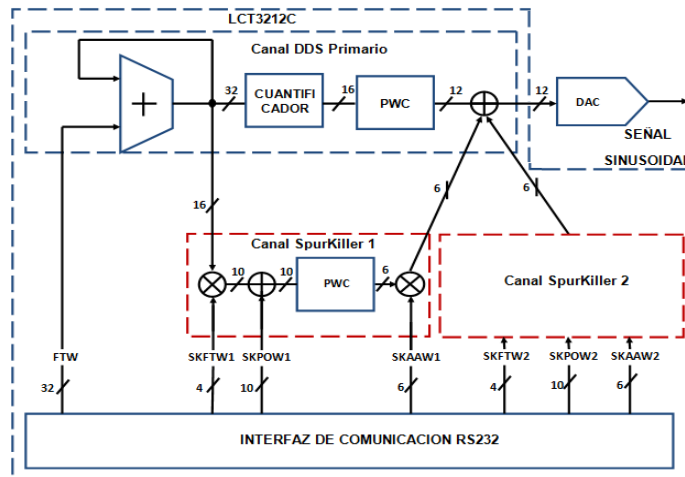 LCT3212C
Canal DDS Primario
32
CUANTIFI
CADOR
16
PWC
12
12
DAC
SEÑAL
SINUSOIDAL
6
6
16
Canal SpurKiller 1
10
10
PWC
6
Canal SpurKiller 2
FTW
SKFTW1
SKPOW1
SKAAW1
SKFTW2
SKPOW2
SKAAW2
32
4
10
6
4
10
6
INTERFAZ DE COMUNICACION RS232